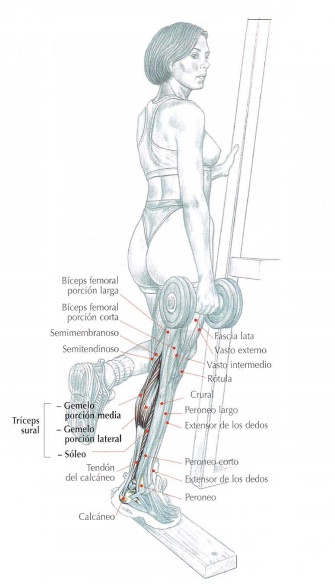 Bíceps femoral
porción larga
Bíceps femoral
porción corta
Semimembranoso
Semitendinoso
Tríceps
sural
– Gemelo
porción media
– Gemelo
porción lateral
– Sóleo
Tendón
del calcáneo
Calcáneo
Fascia lata
Vasto externo
Vasto intermedio
Rótula
Crural
Peroneo largo
Extensor de los dedos
Peroneo corto
Extensor de los dedos
Peroneo